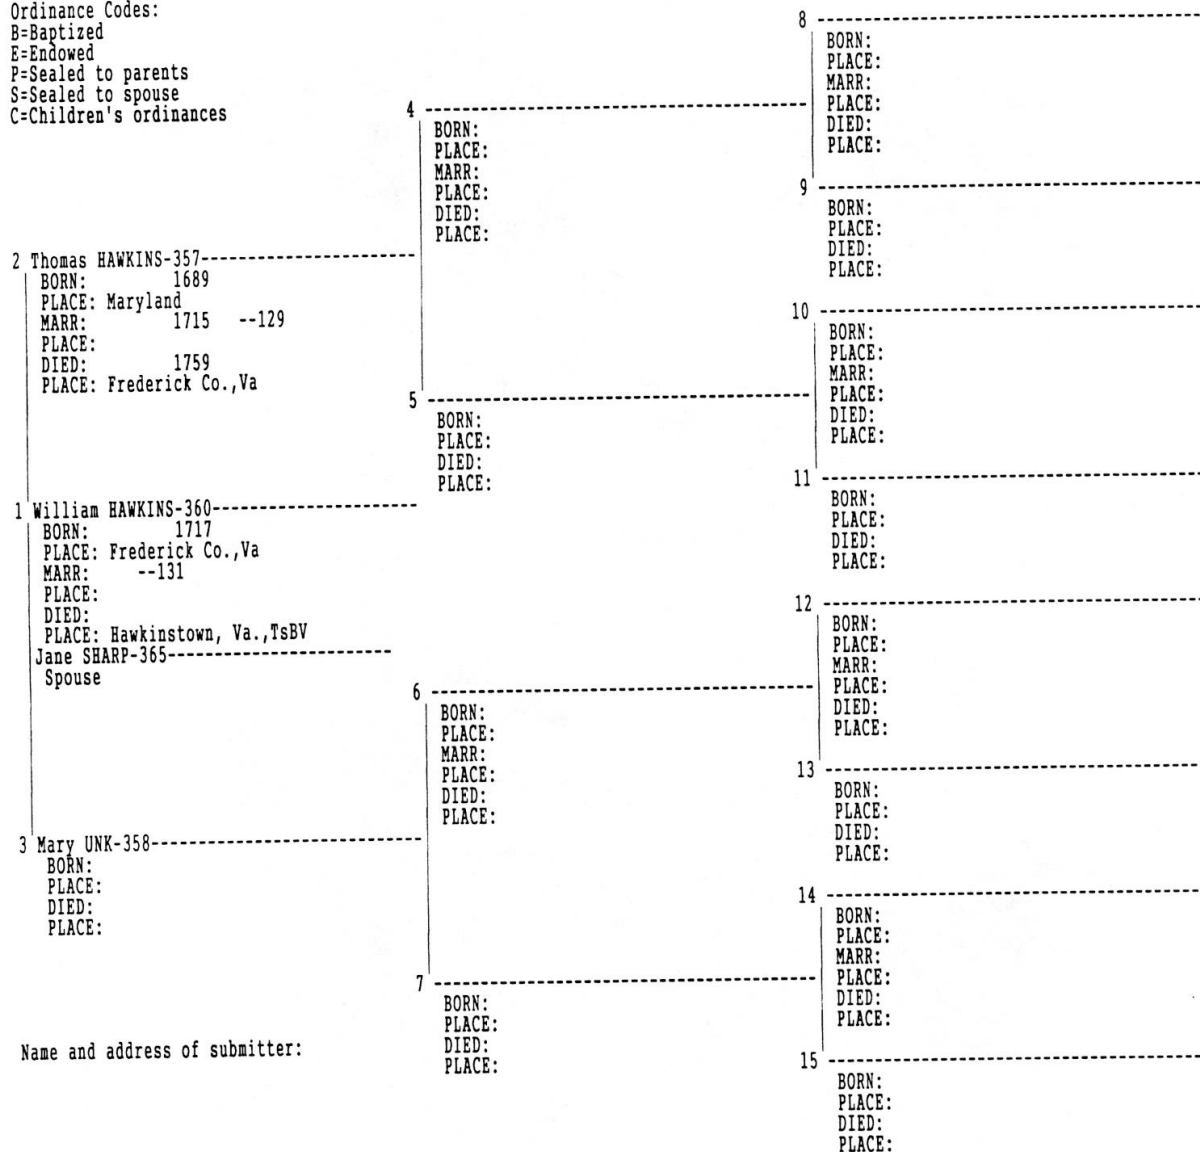 Ordinance Codes:
B=Baptized
E=Endowed
P=Sealed to parents
S=Sealed to spouse
C=Children's ordinances
2 Thomas HAWKINS-357
BORN: 1689
PLACE: Maryland
MARR: 1715 --129
PLACE:
DIED: 1759
PLACE: Frederick Co.,Va
1 William HAWKINS-360
BORN: 1717
PLACE: Frederick Co.,Va
MARR: --131
PLACE:
DIED:
PLACE: Hawkinstown, Va.,TsBV
Jane SHARP-365
Spouse
3 Mary UNK-358
BORN:
PLACE:
DIED:
PLACE:
Name and address of submitter:
4
BORN:
PLACE:
MARR:
PLACE:
DIED:
PLACE:
5
BORN:
PLACE:
DIED:
PLACE:
6
BORN:
PLACE:
MARR:
PLACE:
DIED:
PLACE:
7
BORN:
PLACE:
DIED:
PLACE:
8
BORN:
PLACE:
MARR:
PLACE:
DIED:
PLACE:
9
BORN:
PLACE:
DIED:
PLACE:
10
BORN:
PLACE:
MARR:
PLACE:
DIED:
PLACE:
11
BORN:
PLACE:
DIED:
PLACE:
12
BORN:
PLACE:
MARR:
PLACE:
DIED:
PLACE:
13
BORN:
PLACE:
DIED:
PLACE:
14
BORN:
PLACE:
MARR:
PLACE:
DIED:
PLACE:
15
BORN:
PLACE:
DIED:
PLACE: